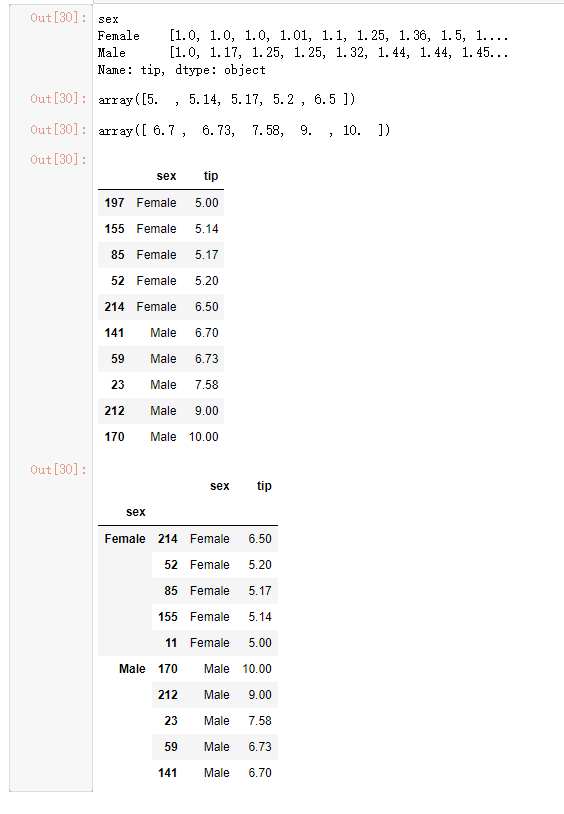 Out[30]: sex
Female    [1.0, 1.0, 1.0, 1.01, 1.1, 1.25, 1.36, 1.5, 1....
Male      [1.0, 1.17, 1.25, 1.25, 1.32, 1.44, 1.44, 1.45...
Name: tip, dtype: object
Out[30]: array([5.  , 5.14, 5.17, 5.2 , 6.5 ])
Out[30]: array([ 6.7 ,  6.73,  7.58,  9.  , 10.  ])
Out[30]:
sex tip
197 Female 5.00
155 Female 5.14
85 Female 5.17
52 Female 5.20
214 Female 6.50
141 Male 6.70
59 Male 6.73
23 Male 7.58
212 Male 9.00
170 Male 10.00
Out[30]:
sex tip
sex
Female 214 Female 6.50
52 Female 5.20
85 Female 5.17
155 Female 5.14
11 Female 5.00
Male 170 Male 10.00
212 Male 9.00
23 Male 7.58
59 Male 6.73
141 Male 6.70